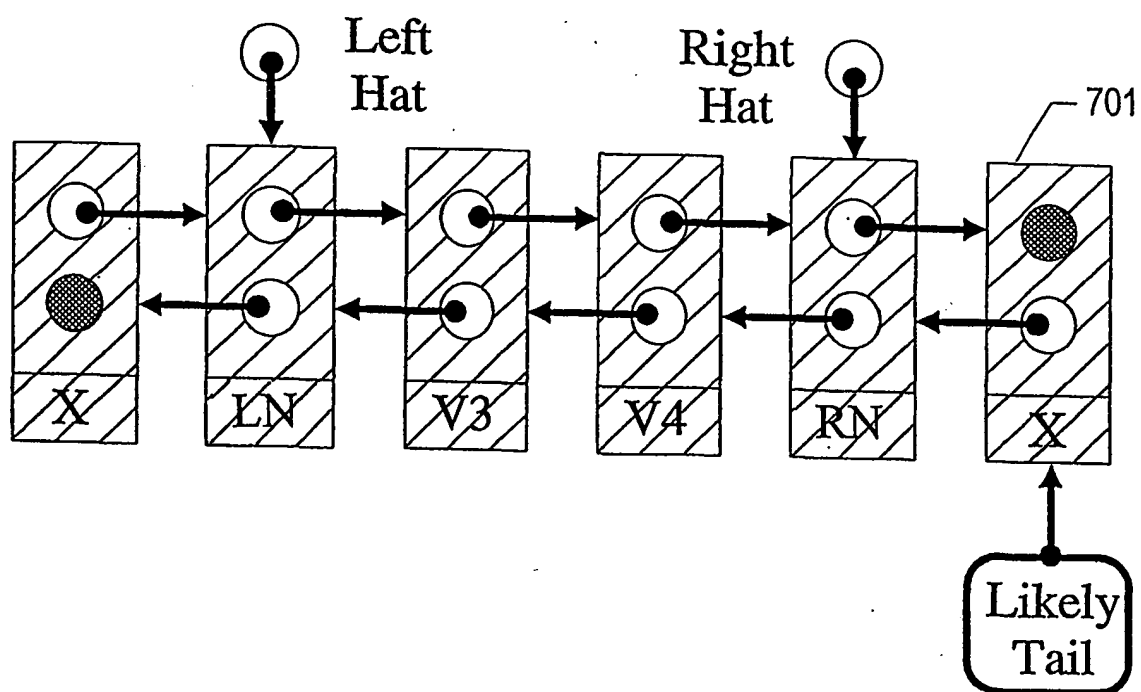 Left
Hat
Right
Hat
701
X
LN
V3
V4
RN
X
Likely
Tail